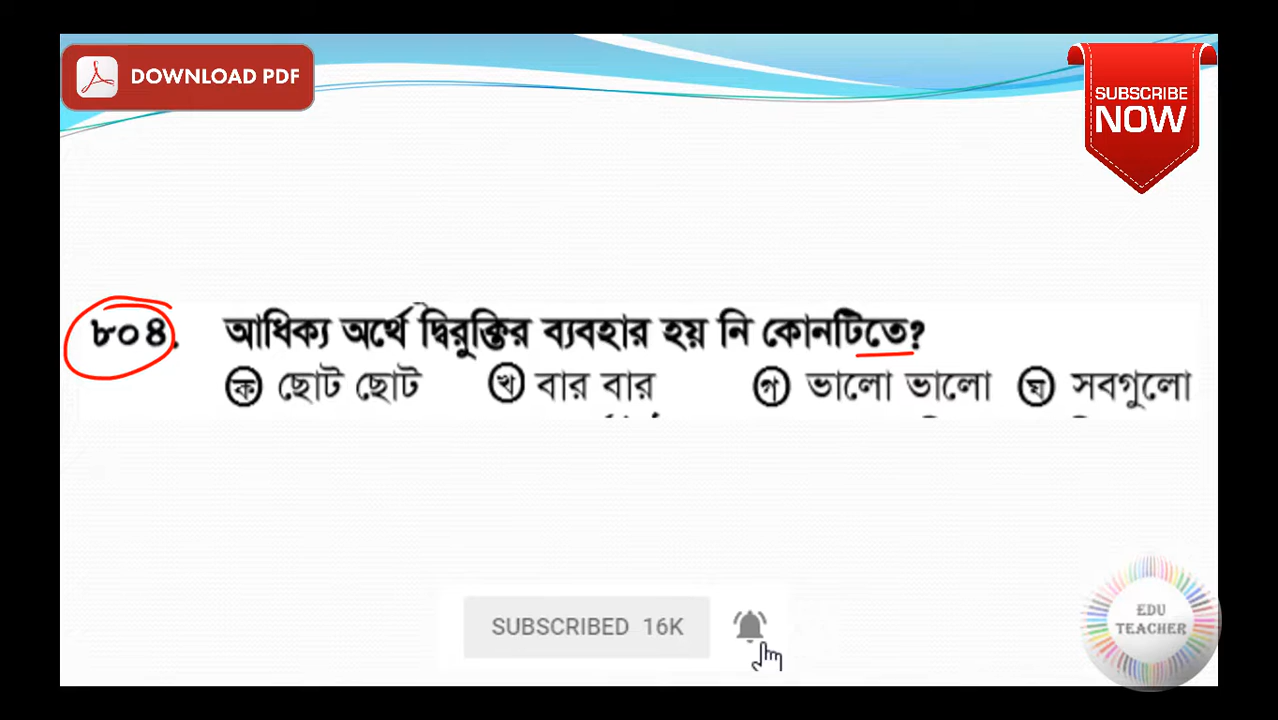 DOWNLOAD PDF
SUBSCRIBE
NOW
৮০৪. আধিক্য অর্থে দ্বিরুক্তির ব্যবহার হয় নি কোনটিতে?
ক ছোট ছোট খ বার বার গ ভালো ভালো ঘ সবগুলো
SUBSCRIBED 16K
EDU
TEACHER